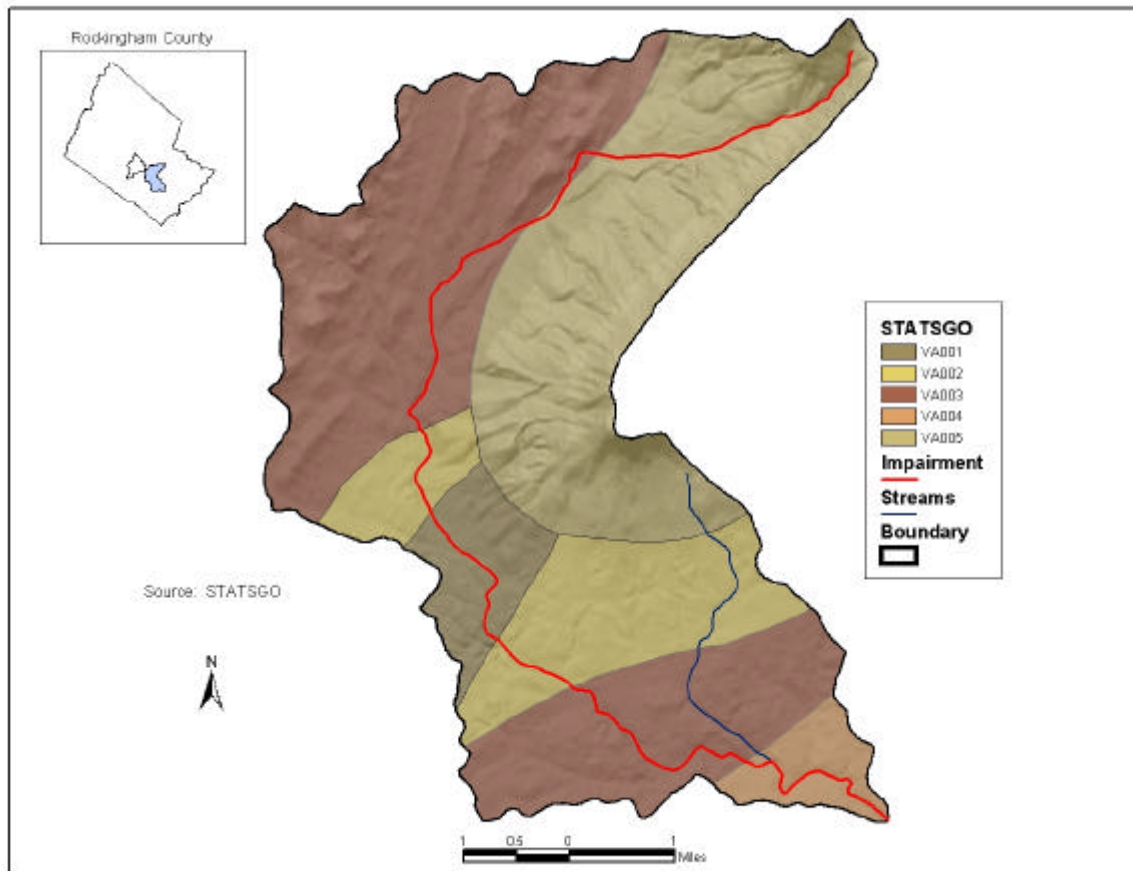 Rockingham County
STATSGO
VA001
VA002
VA003
VA004
VA005
Impairment
Streams
Boundary
Source: STATSGO
N
1 0.5 0 1
Miles